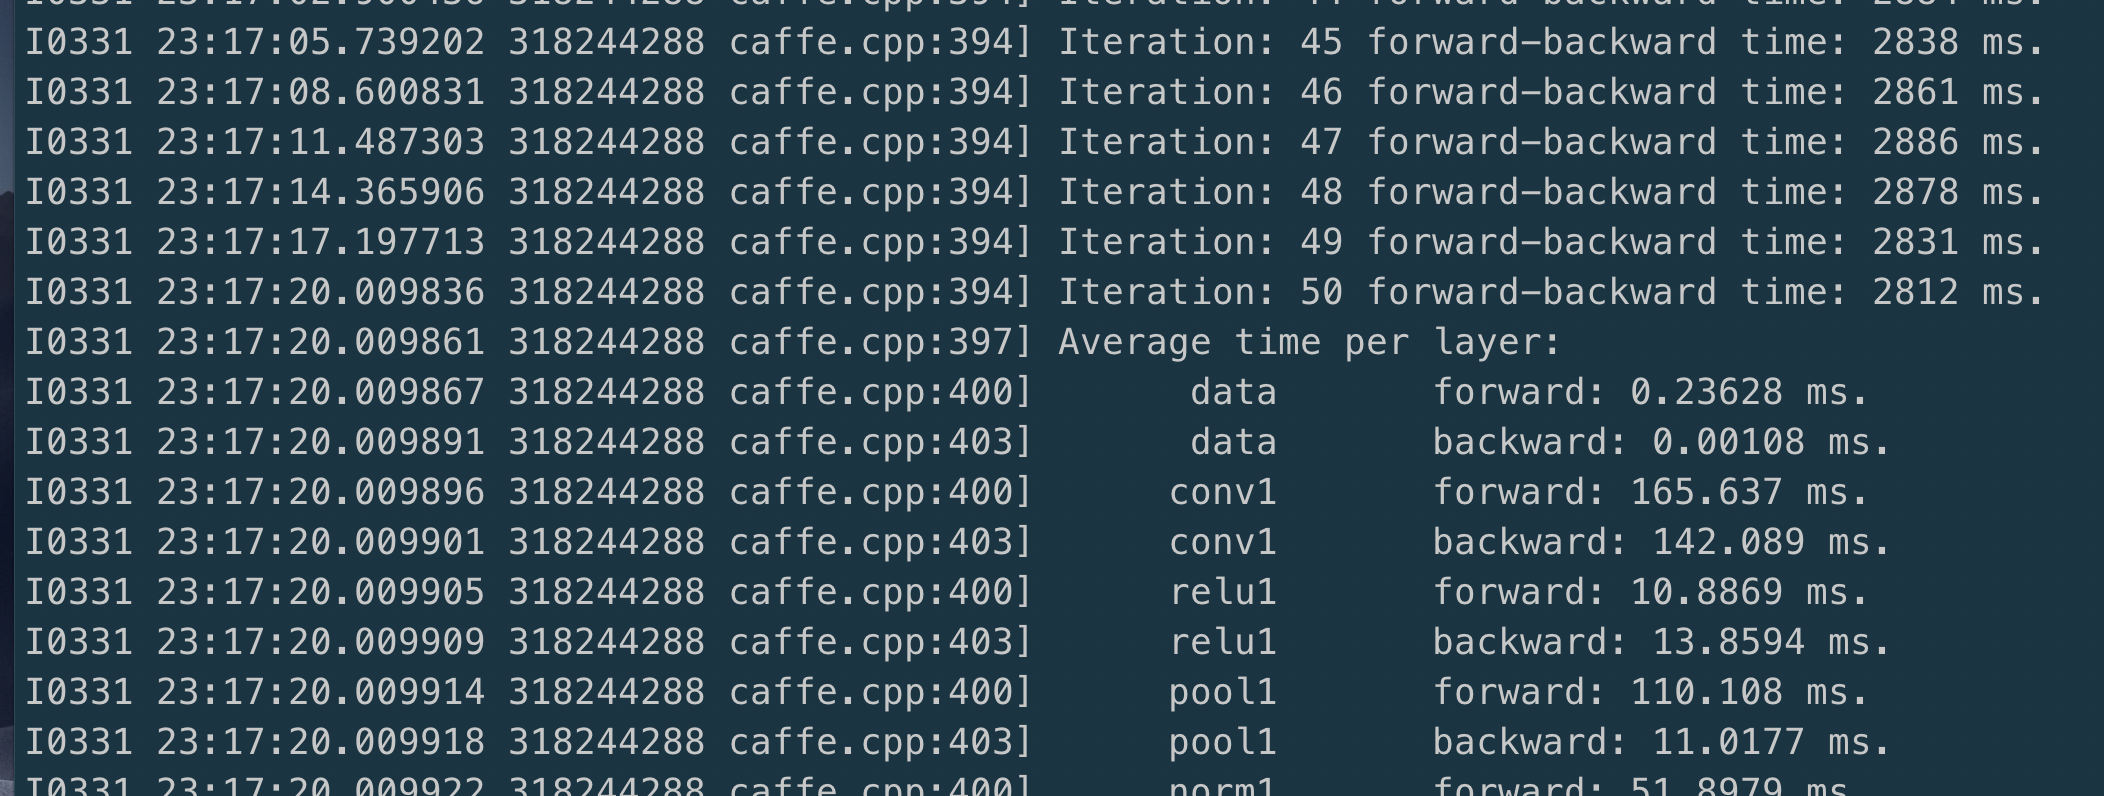 I0331 23:17:02.900436 318244288 caffe.cpp:394] Iteration: 44 forward-backward time: 2884 ms.
I0331 23:17:05.739202 318244288 caffe.cpp:394] Iteration: 45 forward-backward time: 2838 ms.
I0331 23:17:08.600831 318244288 caffe.cpp:394] Iteration: 46 forward-backward time: 2861 ms.
I0331 23:17:11.487303 318244288 caffe.cpp:394] Iteration: 47 forward-backward time: 2886 ms.
I0331 23:17:14.365906 318244288 caffe.cpp:394] Iteration: 48 forward-backward time: 2878 ms.
I0331 23:17:17.197713 318244288 caffe.cpp:394] Iteration: 49 forward-backward time: 2831 ms.
I0331 23:17:20.009836 318244288 caffe.cpp:394] Iteration: 50 forward-backward time: 2812 ms.
I0331 23:17:20.009861 318244288 caffe.cpp:397] Average time per layer:
I0331 23:17:20.009867 318244288 caffe.cpp:400] data forward: 0.23628 ms.
I0331 23:17:20.009891 318244288 caffe.cpp:403] data backward: 0.00108 ms.
I0331 23:17:20.009896 318244288 caffe.cpp:400] conv1 forward: 165.637 ms.
I0331 23:17:20.009901 318244288 caffe.cpp:403] conv1 backward: 142.089 ms.
I0331 23:17:20.009905 318244288 caffe.cpp:400] relu1 forward: 10.8869 ms.
I0331 23:17:20.009909 318244288 caffe.cpp:403] relu1 backward: 13.8594 ms.
I0331 23:17:20.009914 318244288 caffe.cpp:400] pool1 forward: 110.108 ms.
I0331 23:17:20.009918 318244288 caffe.cpp:403] pool1 backward: 11.0177 ms.
I0331 23:17:20.009922 318244288 caffe.cpp:400] norm1 forward: 51.8979 ms.